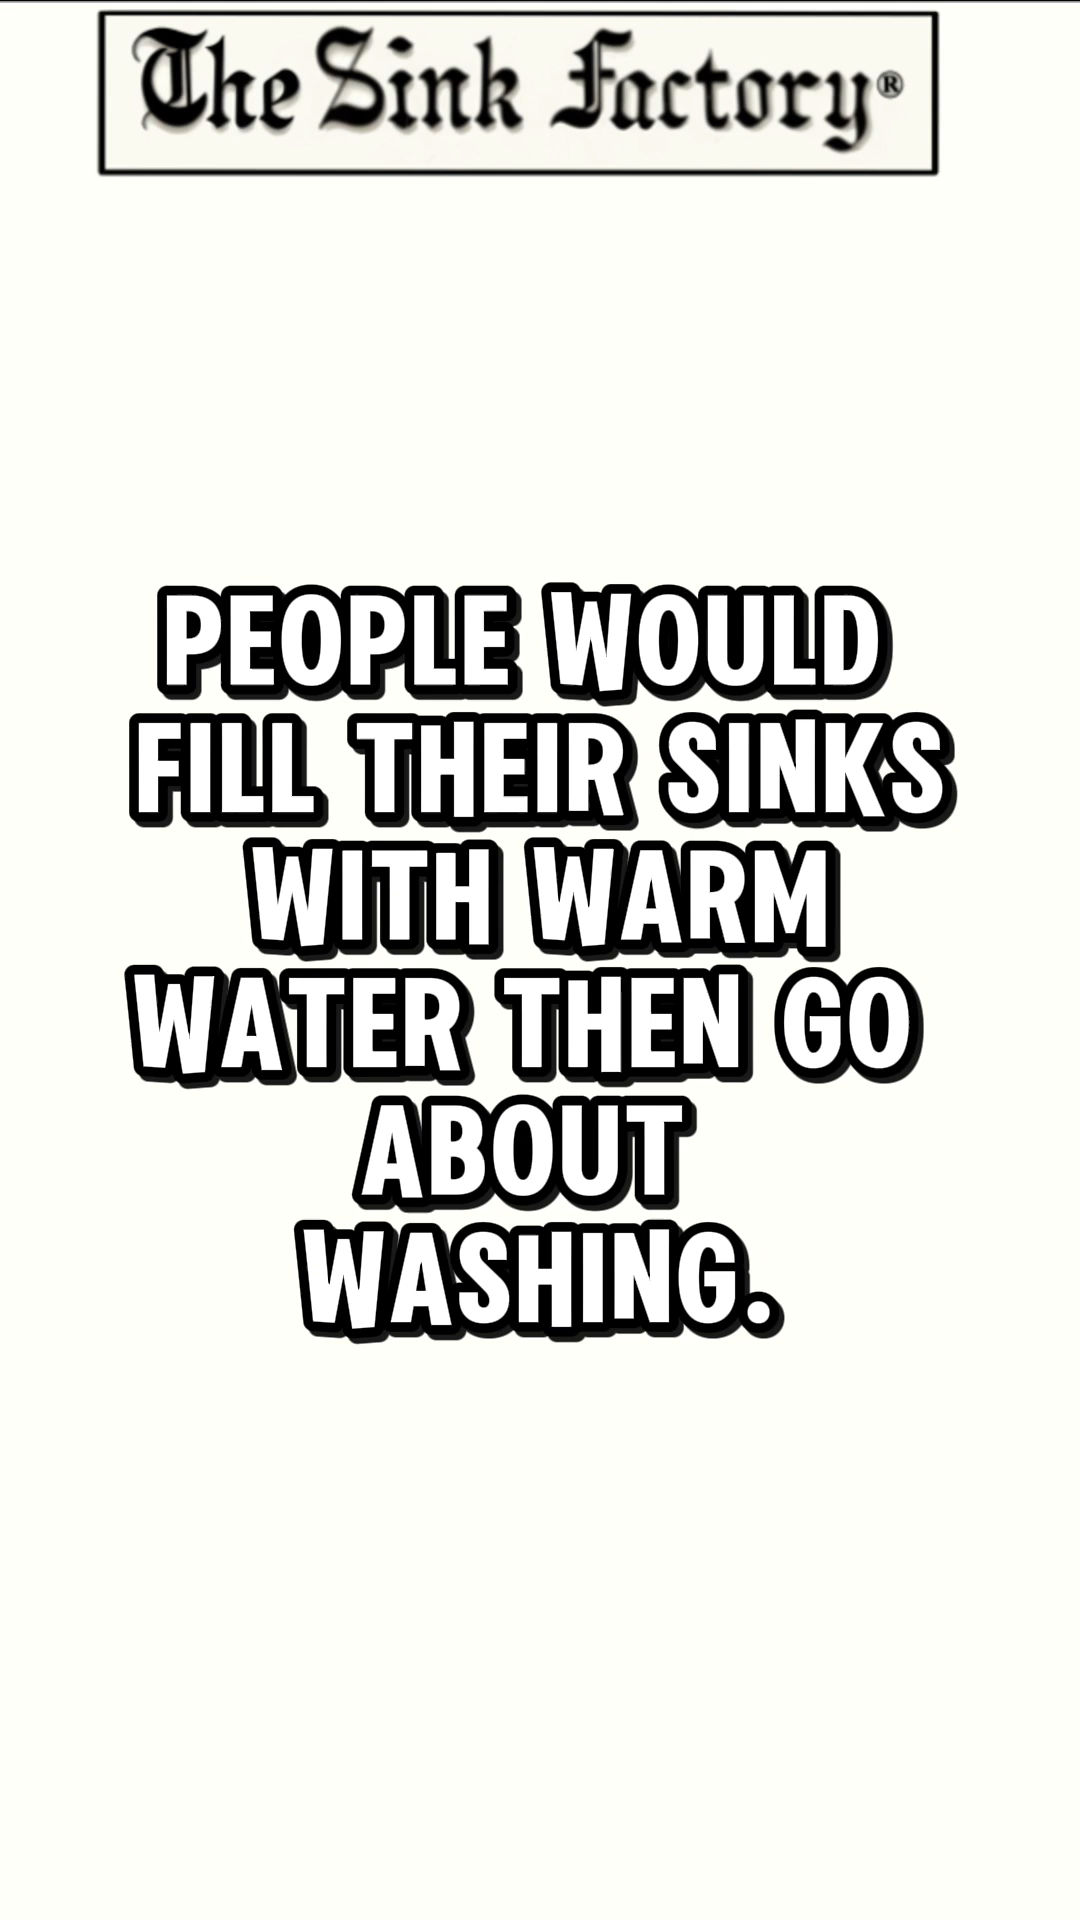 The Sink Factory®
PEOPLE WOULD
FILL THEIR SINKS
WITH WARM
WATER THEN GO
ABOUT
WASHING.